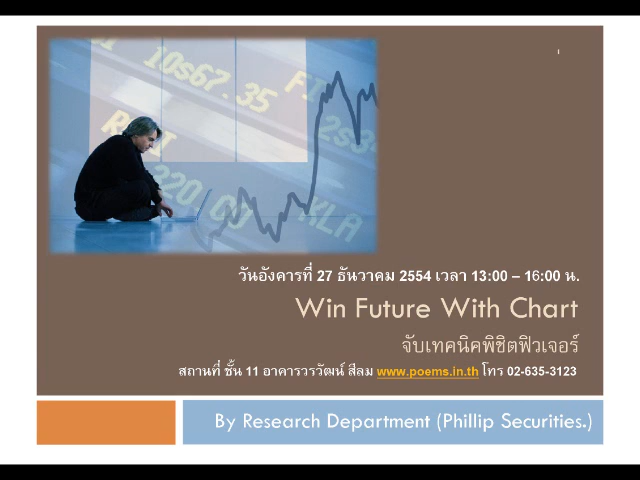 10s67.35
วันอังคารที่ 27 ธันวาคม 2554 เวลา 13:00 – 16:00 น.
Win Future With Chart
จับเทคนิคพิชิตฟิวเจอร์
สถานที่ ชั้น 11 อาคารวรวัฒน์ สีลม www.poems.in.th โทร 02-635-3123
By Research Department (Phillip Securities.)